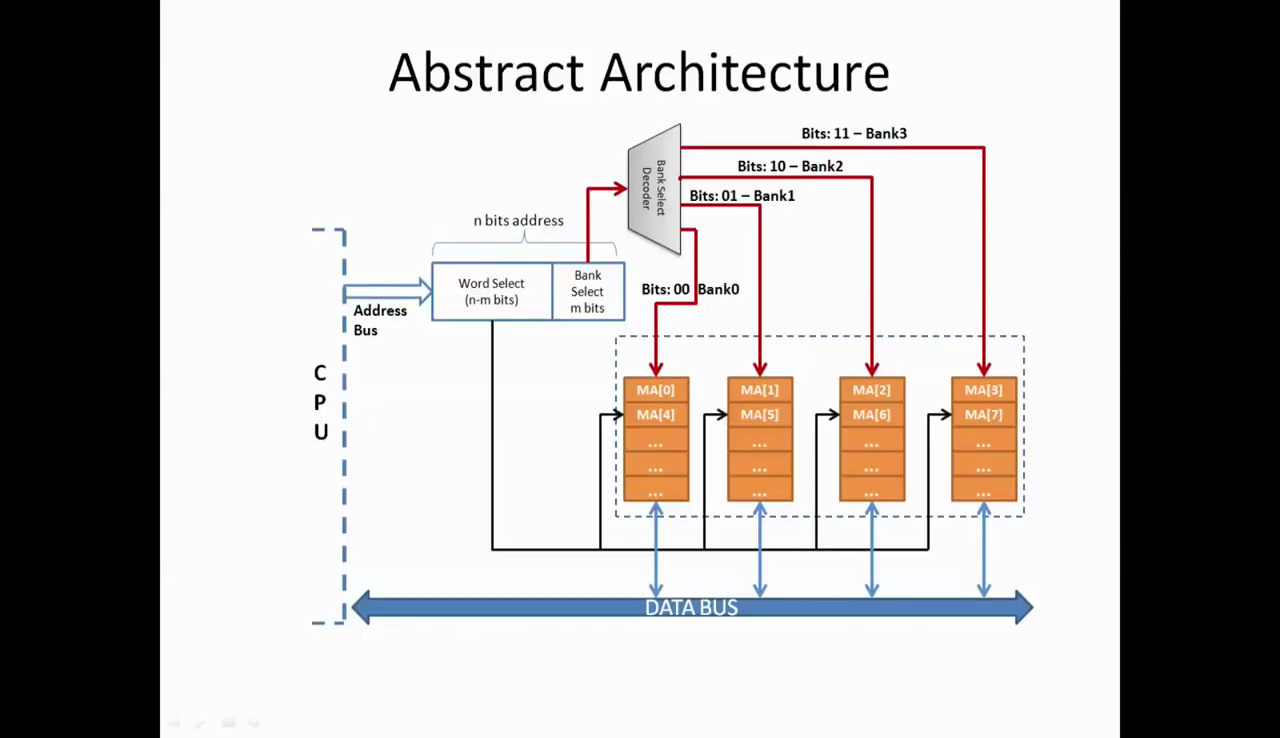 Abstract Architecture
Bits: 11 – Bank3
Bits: 10 – Bank2
Bits: 01 – Bank1
Bank Select
Decoder
n bits address
Word Select
(n-m bits)
Bank
Select
m bits
Bits: 00 Bank0
Address
Bus
C
P
U
MA[0]
MA[1]
MA[2]
MA[3]
MA[4]
MA[5]
MA[6]
MA[7]
... ... ... ...
... ... ... ...
... ... ... ...
DATA BUS